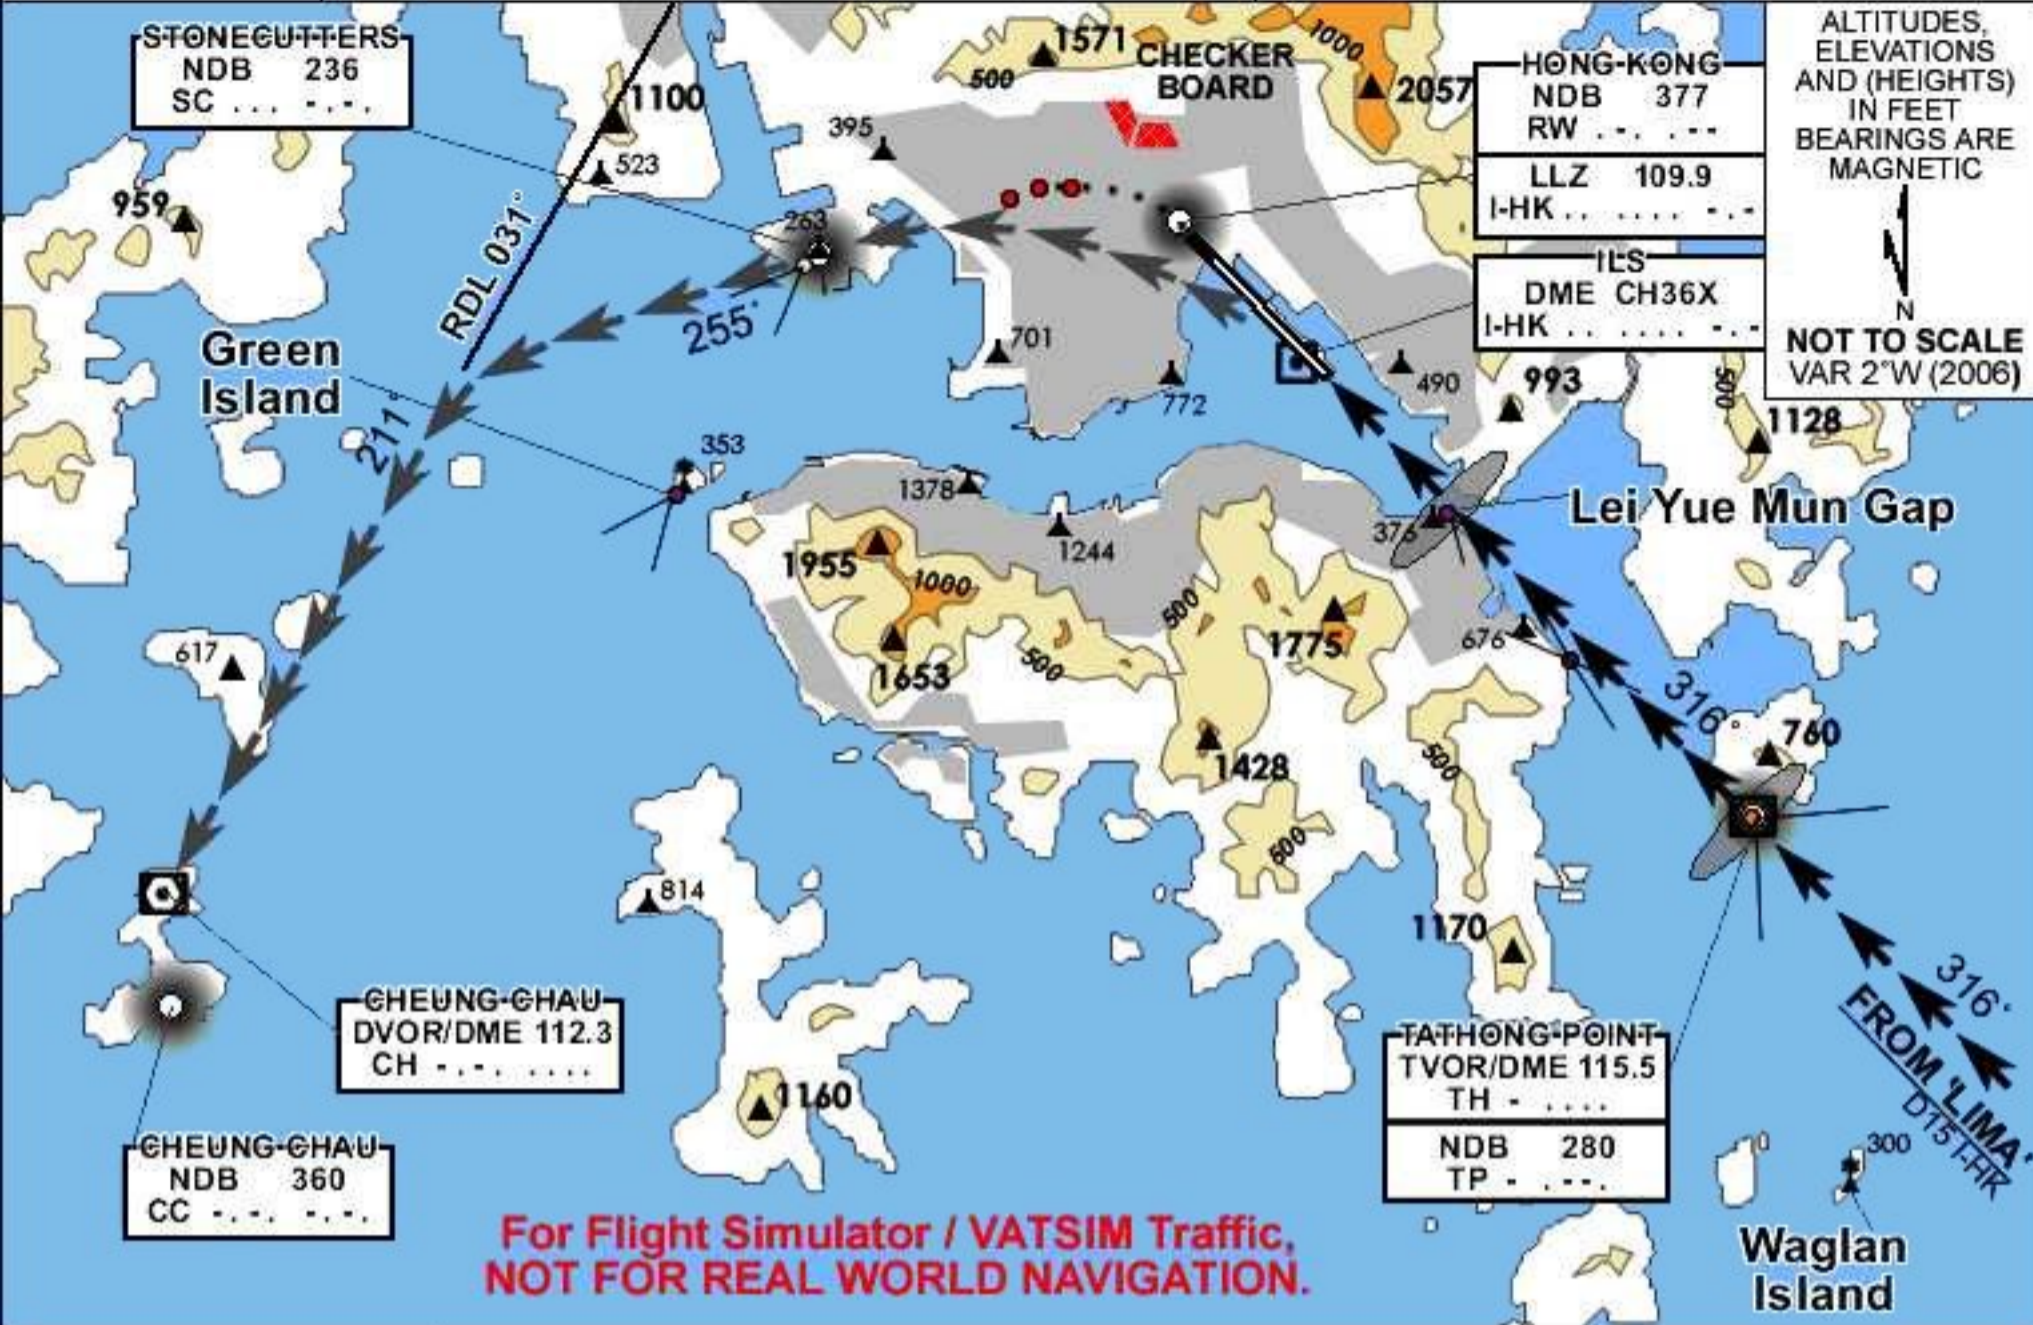 STONECUTTERS
NDB 236
SC ... -.-.
1571
CHECKER
BOARD
500
1000
2057
HONG-KONG
NDB 377
RW .-. .--
LLZ 109.9
I-HK .. .... -.-
ILS
DME CH36X
I-HK .. .... -.-
ALTITUDES,
ELEVATIONS
AND (HEIGHTS)
IN FEET
BEARINGS ARE
MAGNETIC
N
NOT TO SCALE
VAR 2°W (2006)
1100
523
395
959
RDL 031°
263
255°
Green
Island
211°
701
772
490
993
500
1128
353
1378
1244
376
Lei Yue Mun Gap
1955
1000
1653
500
500
1775
676
617
316°
760
1428
500
600
814
1170
316°
FROM 'LIMA'
D15 I-HK
CHEUNG-CHAU
DVOR/DME 112.3
CH -.-. ....
TATHONG-POINT
TVOR/DME 115.5
TH - ....
NDB 280
TP - .--.
1160
CHEUNG-CHAU
NDB 360
CC -.-. -.-.
300
Waglan
Island
For Flight Simulator / VATSIM Traffic,
NOT FOR REAL WORLD NAVIGATION.